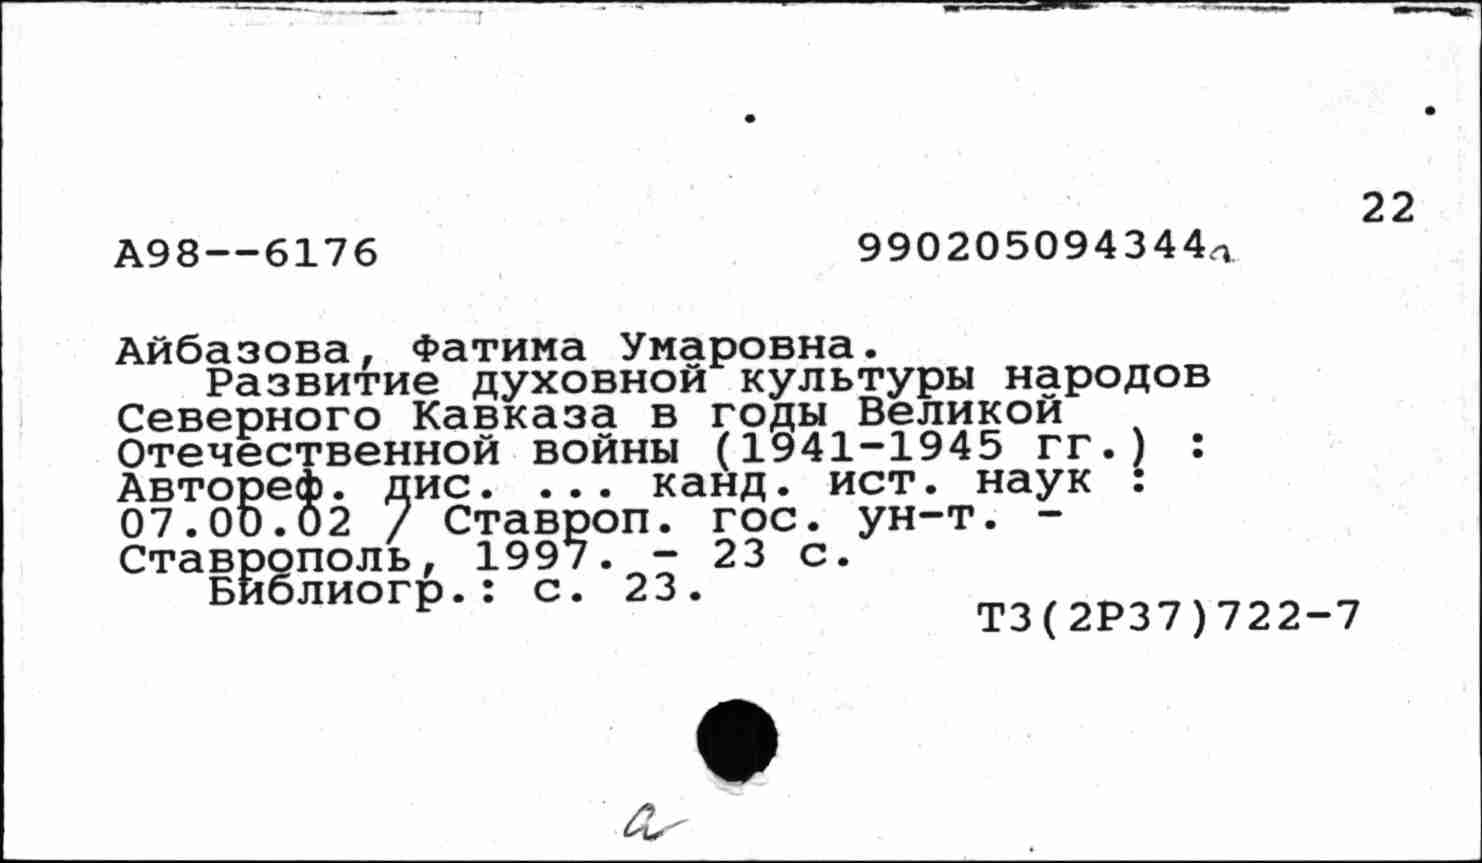 22
А98--6176 990205094344а
Айбазова, Фатима Умаровна.
Развитие духовной культуры народов
Северного Кавказа в годы Великой
Отечественной войны (1941-1945 гг.) :
Автореф. дис. ... канд. ист. наук :
07.00.02 / Ставроп. гос. ун-т. -
Ставрополь, 1997. - 23 с.
Библиогр.: с. 23.
Т3(2Р37)722-7
а